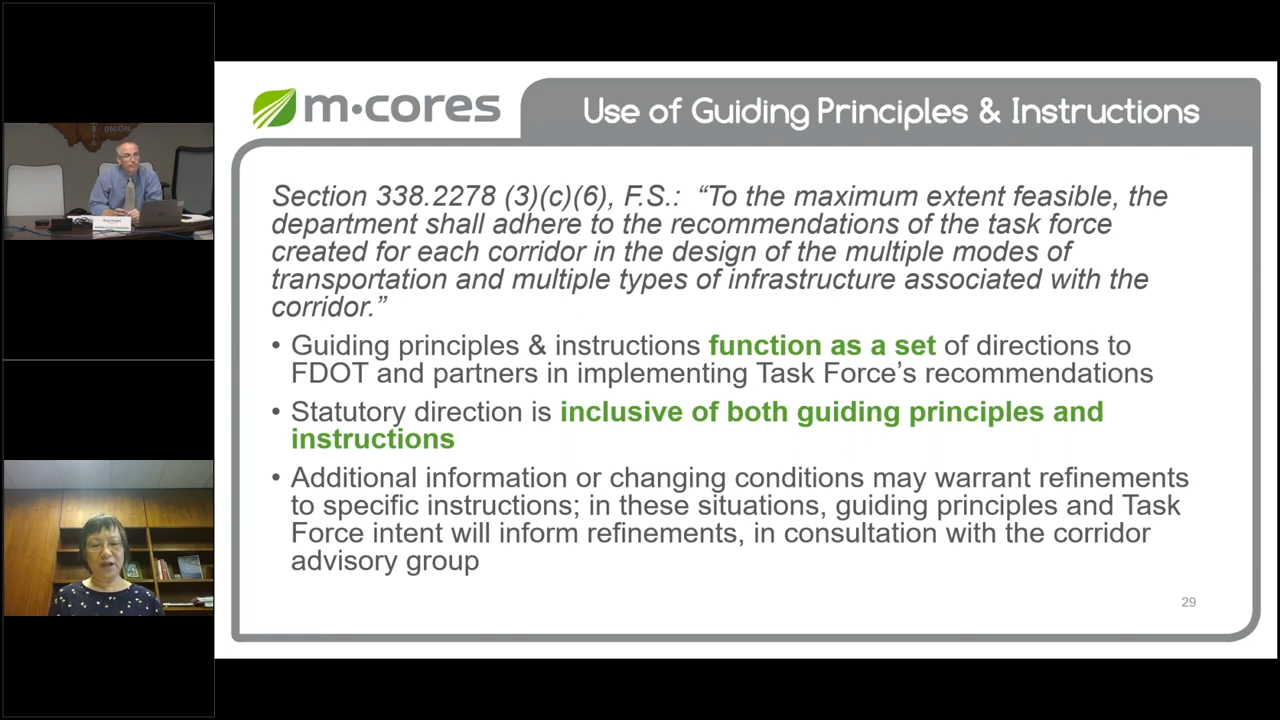 UNION
m·cores
Use of Guiding Principles & Instructions
Section 338.2278 (3)(c)(6), F.S.: “To the maximum extent feasible, the
department shall adhere to the recommendations of the task force
created for each corridor in the design of the multiple modes of
transportation and multiple types of infrastructure associated with the
corridor.”
• Guiding principles & instructions function as a set of directions to
FDOT and partners in implementing Task Force’s recommendations
• Statutory direction is inclusive of both guiding principles and
instructions
• Additional information or changing conditions may warrant refinements
to specific instructions; in these situations, guiding principles and Task
Force intent will inform refinements, in consultation with the corridor
advisory group
29